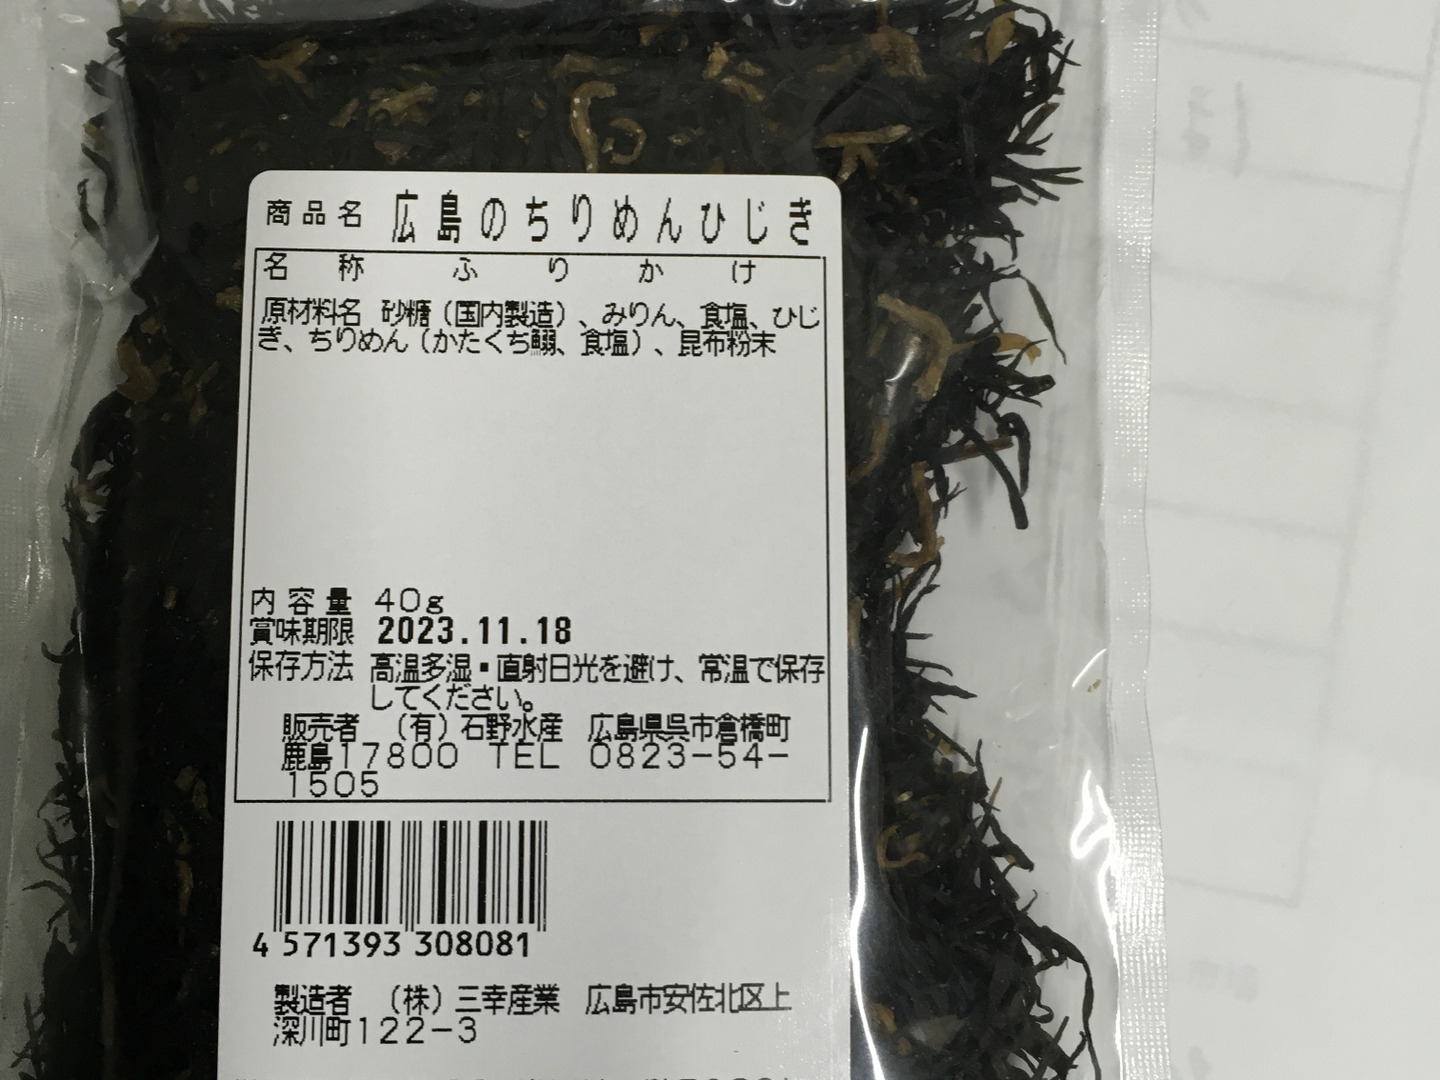 商品名 広島のちりめんひじき
名称 ふりかけ
原材料名 砂糖（国内製造）、みりん、食塩、ひじ
き、ちりめん（かたくち鰯、食塩）、昆布粉末
内容量 40g
賞味期限 2023.11.18
保存方法 高温多湿・直射日光を避け、常温で保存
してください。
販売者 （有）石野水産 広島県呉市倉橋町
鹿島17800 TEL 0823-54-
1505
4 571393 308081
製造者 （株）三幸産業 広島市安佐北区上
深川町122-3